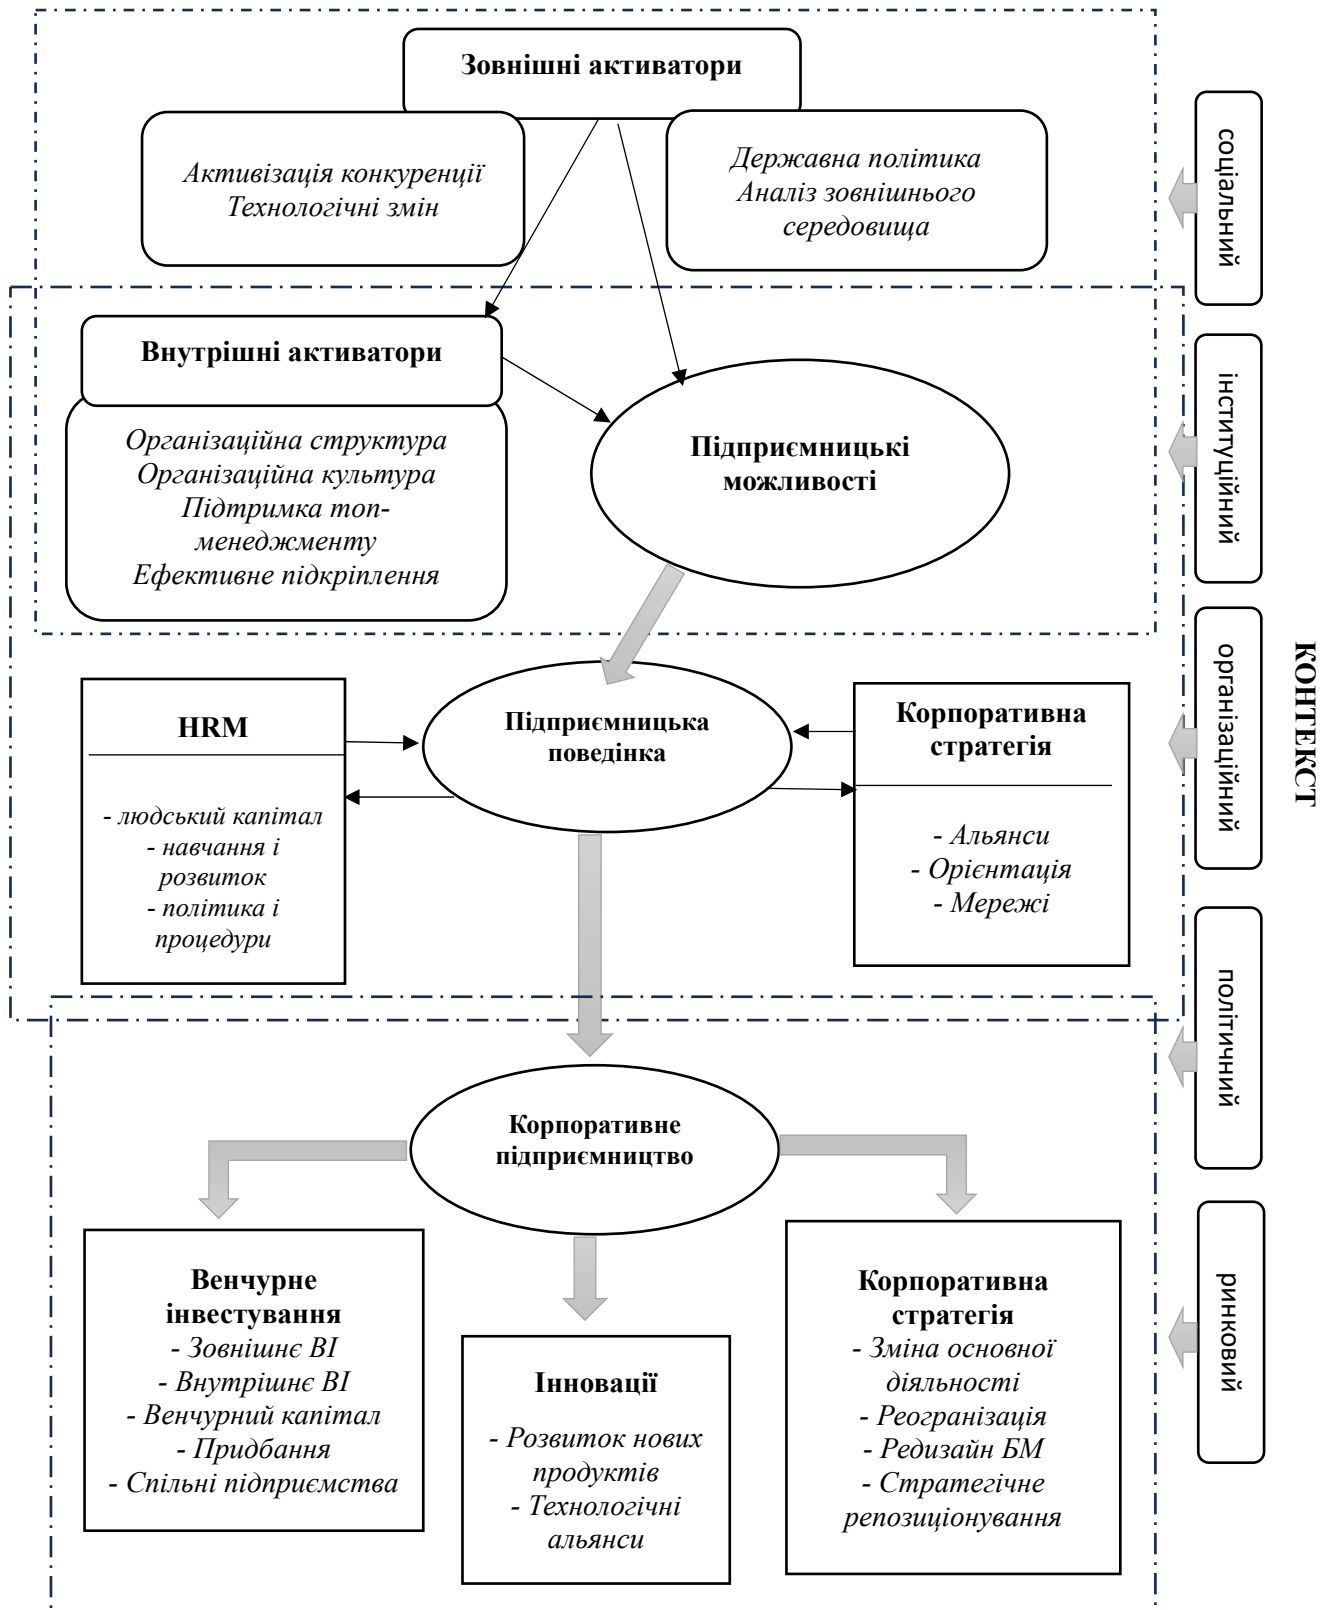 Зовнішні активатори
Активізація конкуренції
Технологічні змін
Державна політика
Аналіз зовнішнього
середовища
Внутрішні активатори
Організаційна структура
Організаційна культура
Підтримка топ-
менеджменту
Ефективне підкріплення
Підприємницькі
можливості
HRM
- людський капітал
- навчання і
розвиток
- політика і
процедури
Підприємницька
поведінка
Корпоративна
стратегія
- Альянси
- Орієнтація
- Мережі
Корпоративне
підприємництво
Венчурне
інвестування
- Зовнішнє ВІ
- Внутрішнє ВІ
- Венчурний капітал
- Придбання
- Спільні підприємства
Інновації
- Розвиток нових
продуктів
- Технологічні
альянси
Корпоративна
стратегія
- Зміна основної
діяльності
- Реогранізація
- Редизайн БМ
- Стратегічне
репозиціонування
соціальний
інституційний
організаційний
політичний
ринковий
КОНТЕКСТ